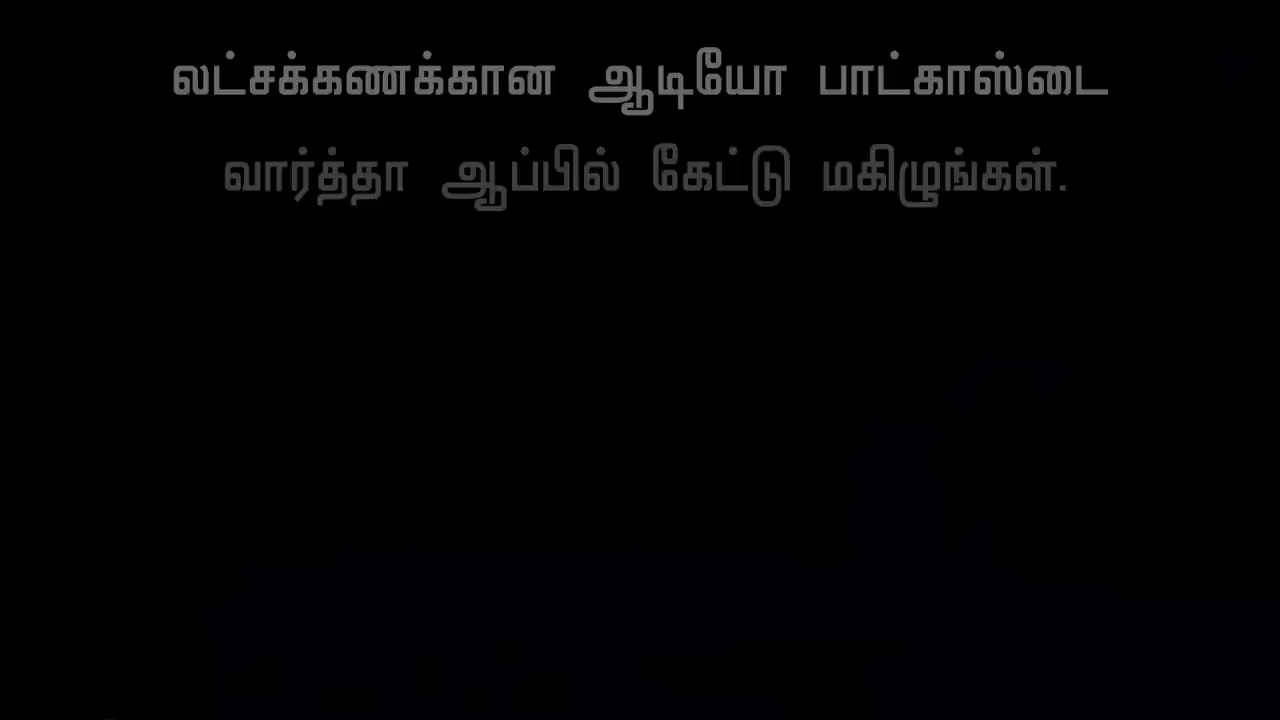 லட்சக்கணக்கான ஆடியோ பாட்காஸ்டை
வார்த்தா ஆப்பில் கேட்டு மகிழுங்கள்.